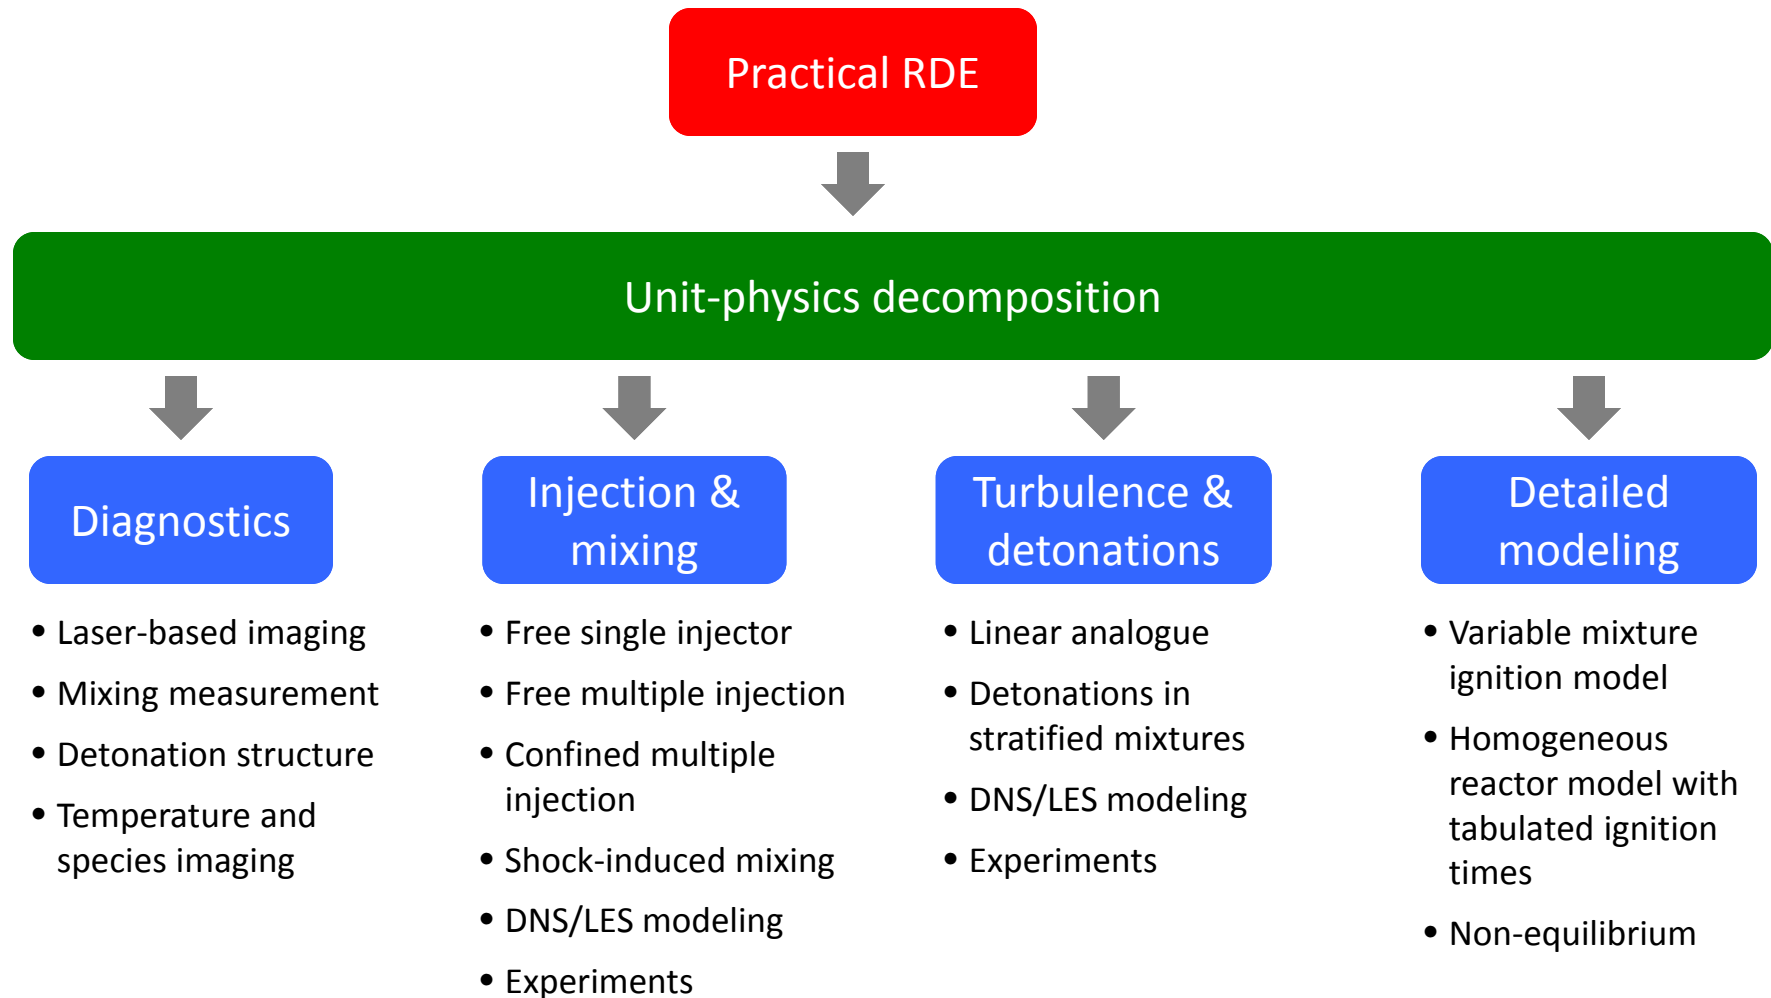 Practical RDE
Unit-physics decomposition
Diagnostics
• Laser-based imaging
• Mixing measurement
• Detonation structure
• Temperature and
species imaging
Injection &
mixing
• Free single injector
• Free multiple injection
• Confined multiple
injection
• Shock-induced mixing
• DNS/LES modeling
• Experiments
Turbulence &
detonations
• Linear analogue
• Detonations in
stratified mixtures
• DNS/LES modeling
• Experiments
Detailed
modeling
• Variable mixture
ignition model
• Homogeneous
reactor model with
tabulated ignition
times
• Non-equilibrium